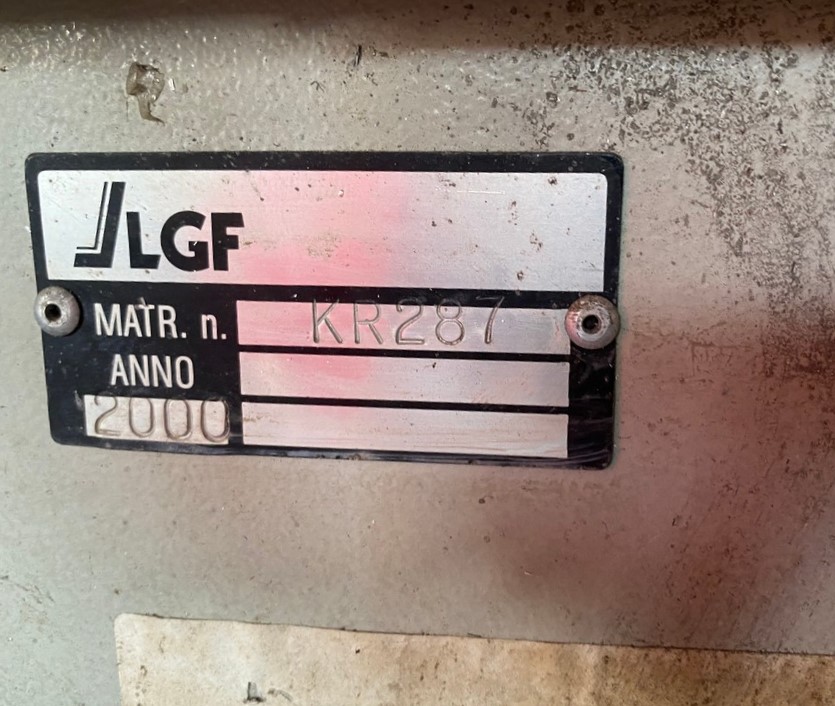 LGF
MATR. n. KR287
ANNO
2000